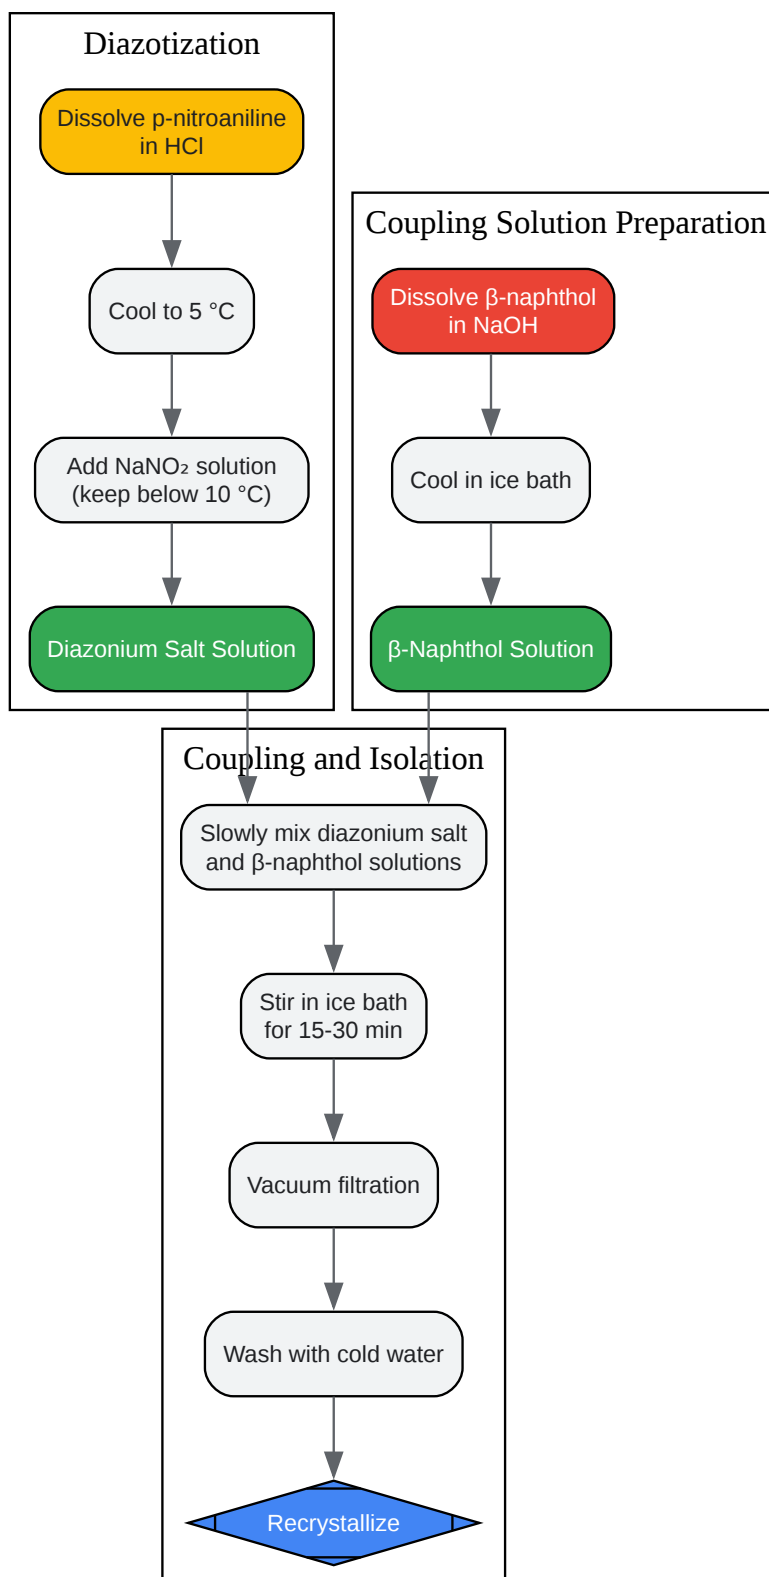 Diazotization
Dissolve p-nitroaniline
in HCl
Cool to 5 °C
Add NaNO₂ solution
(keep below 10 °C)
Diazonium Salt Solution
Coupling Solution Preparation
Dissolve β-naphthol
in NaOH
Cool in ice bath
β-Naphthol Solution
Coupling and Isolation
Slowly mix diazonium salt
and β-naphthol solutions
Stir in ice bath
for 15-30 min
Vacuum filtration
Wash with cold water
Recrystallize